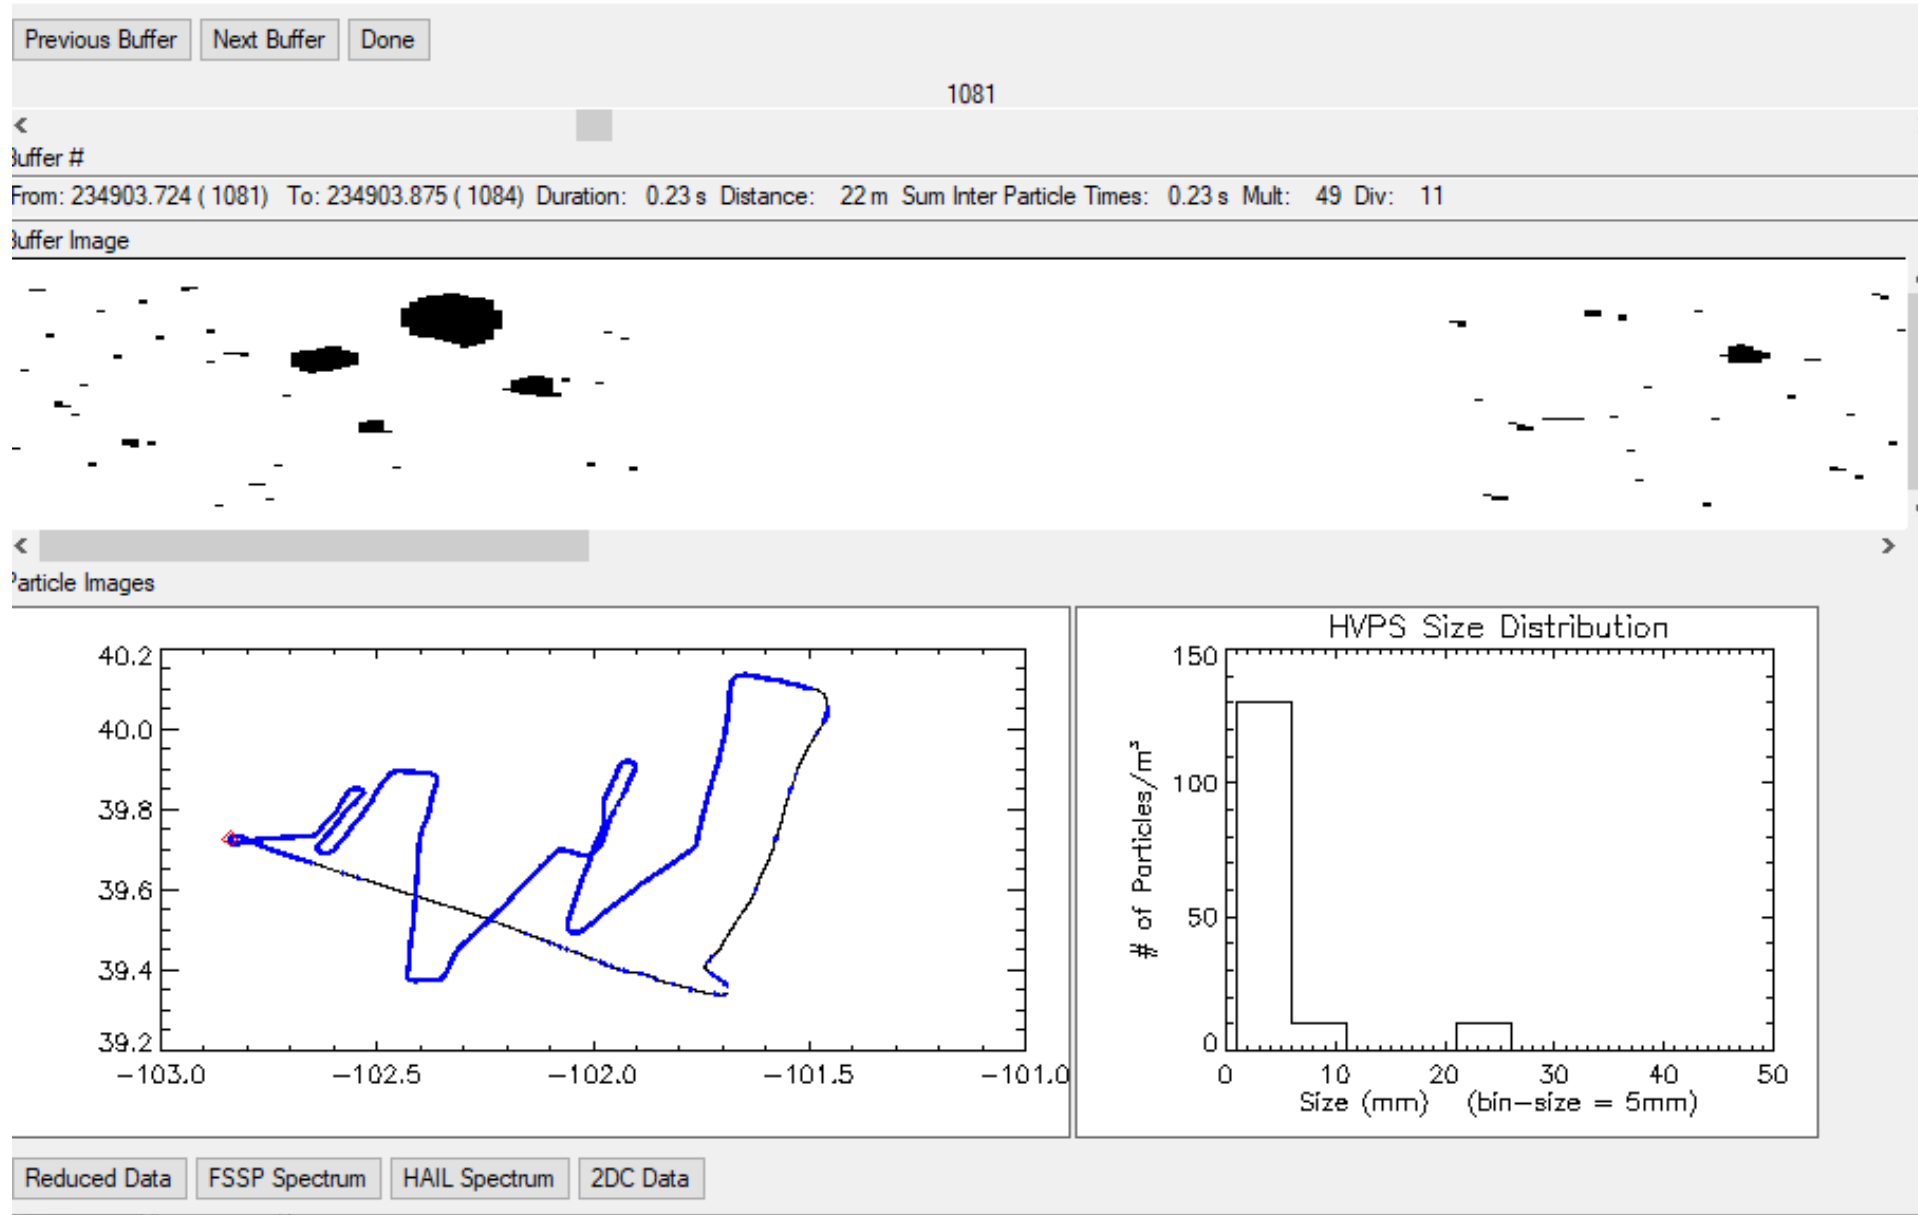 Previous Buffer Next Buffer Done
1081
Buffer #
From: 234903.724 ( 1081) To: 234903.875 ( 1084) Duration: 0.23 s Distance: 22 m Sum Inter Particle Times: 0.23 s Mult: 49 Div: 11
Buffer Image
Particle Images
40.2
40.0
39.8
39.6
39.4
39.2
-103.0 -102.5 -102.0 -101.5 -101.0
HVPS Size Distribution
150
100
50
0
# of Particles/m³
0 10 20 30 40 50
Size (mm) (bin-size = 5mm)
Reduced Data FSSP Spectrum HAIL Spectrum 2DC Data